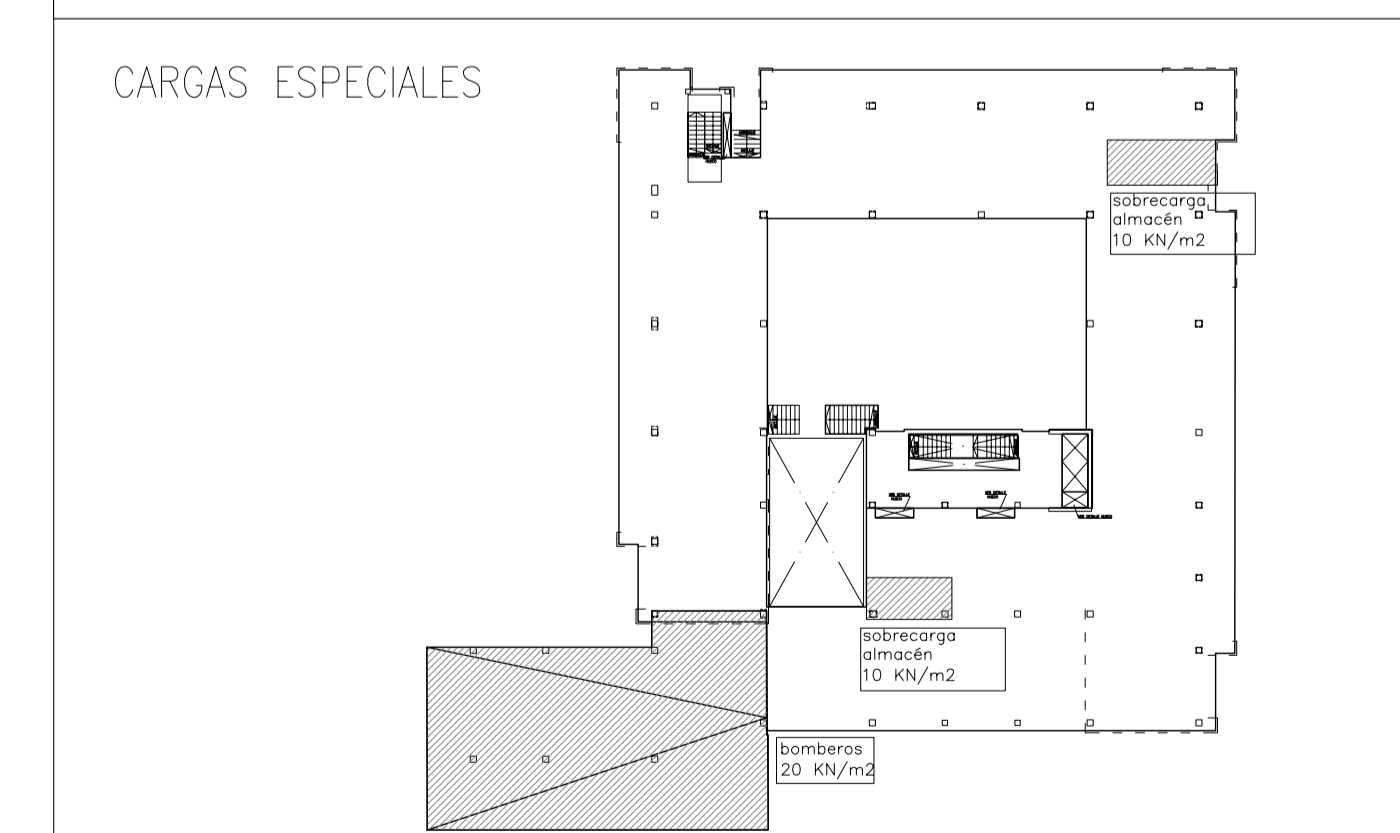 CARGAS ESPECIALES
sobrecarga
almacén
10 KN/m2
sobrecarga
almacén
10 KN/m2
bomberos
20 KN/m2